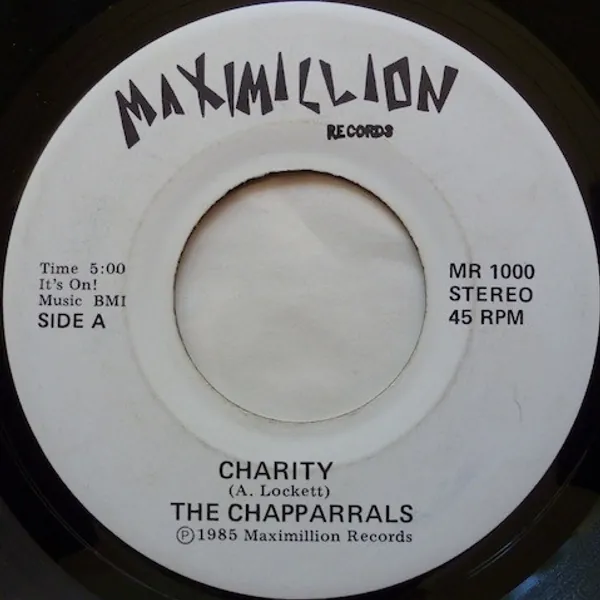 MAXIMILLION
RECORDS
Time 5:00
It's On!
Music BMI
SIDE A
MR 1000
STEREO
45 RPM
CHARITY
(A. Lockett)
THE CHAPPARRALS
Ⓟ1985 Maximillion Records